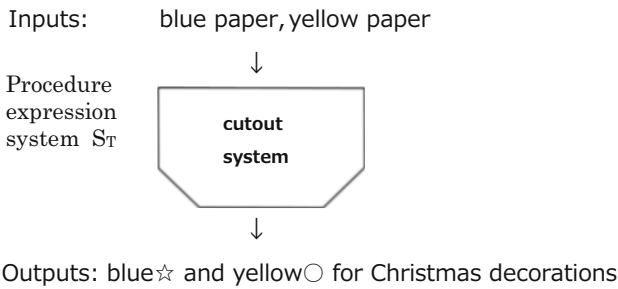 Inputs: blue paper, yellow paper
↓
Procedure
expression
system ST
cutout
system
↓
Outputs: blue☆ and yellow○ for Christmas decorations